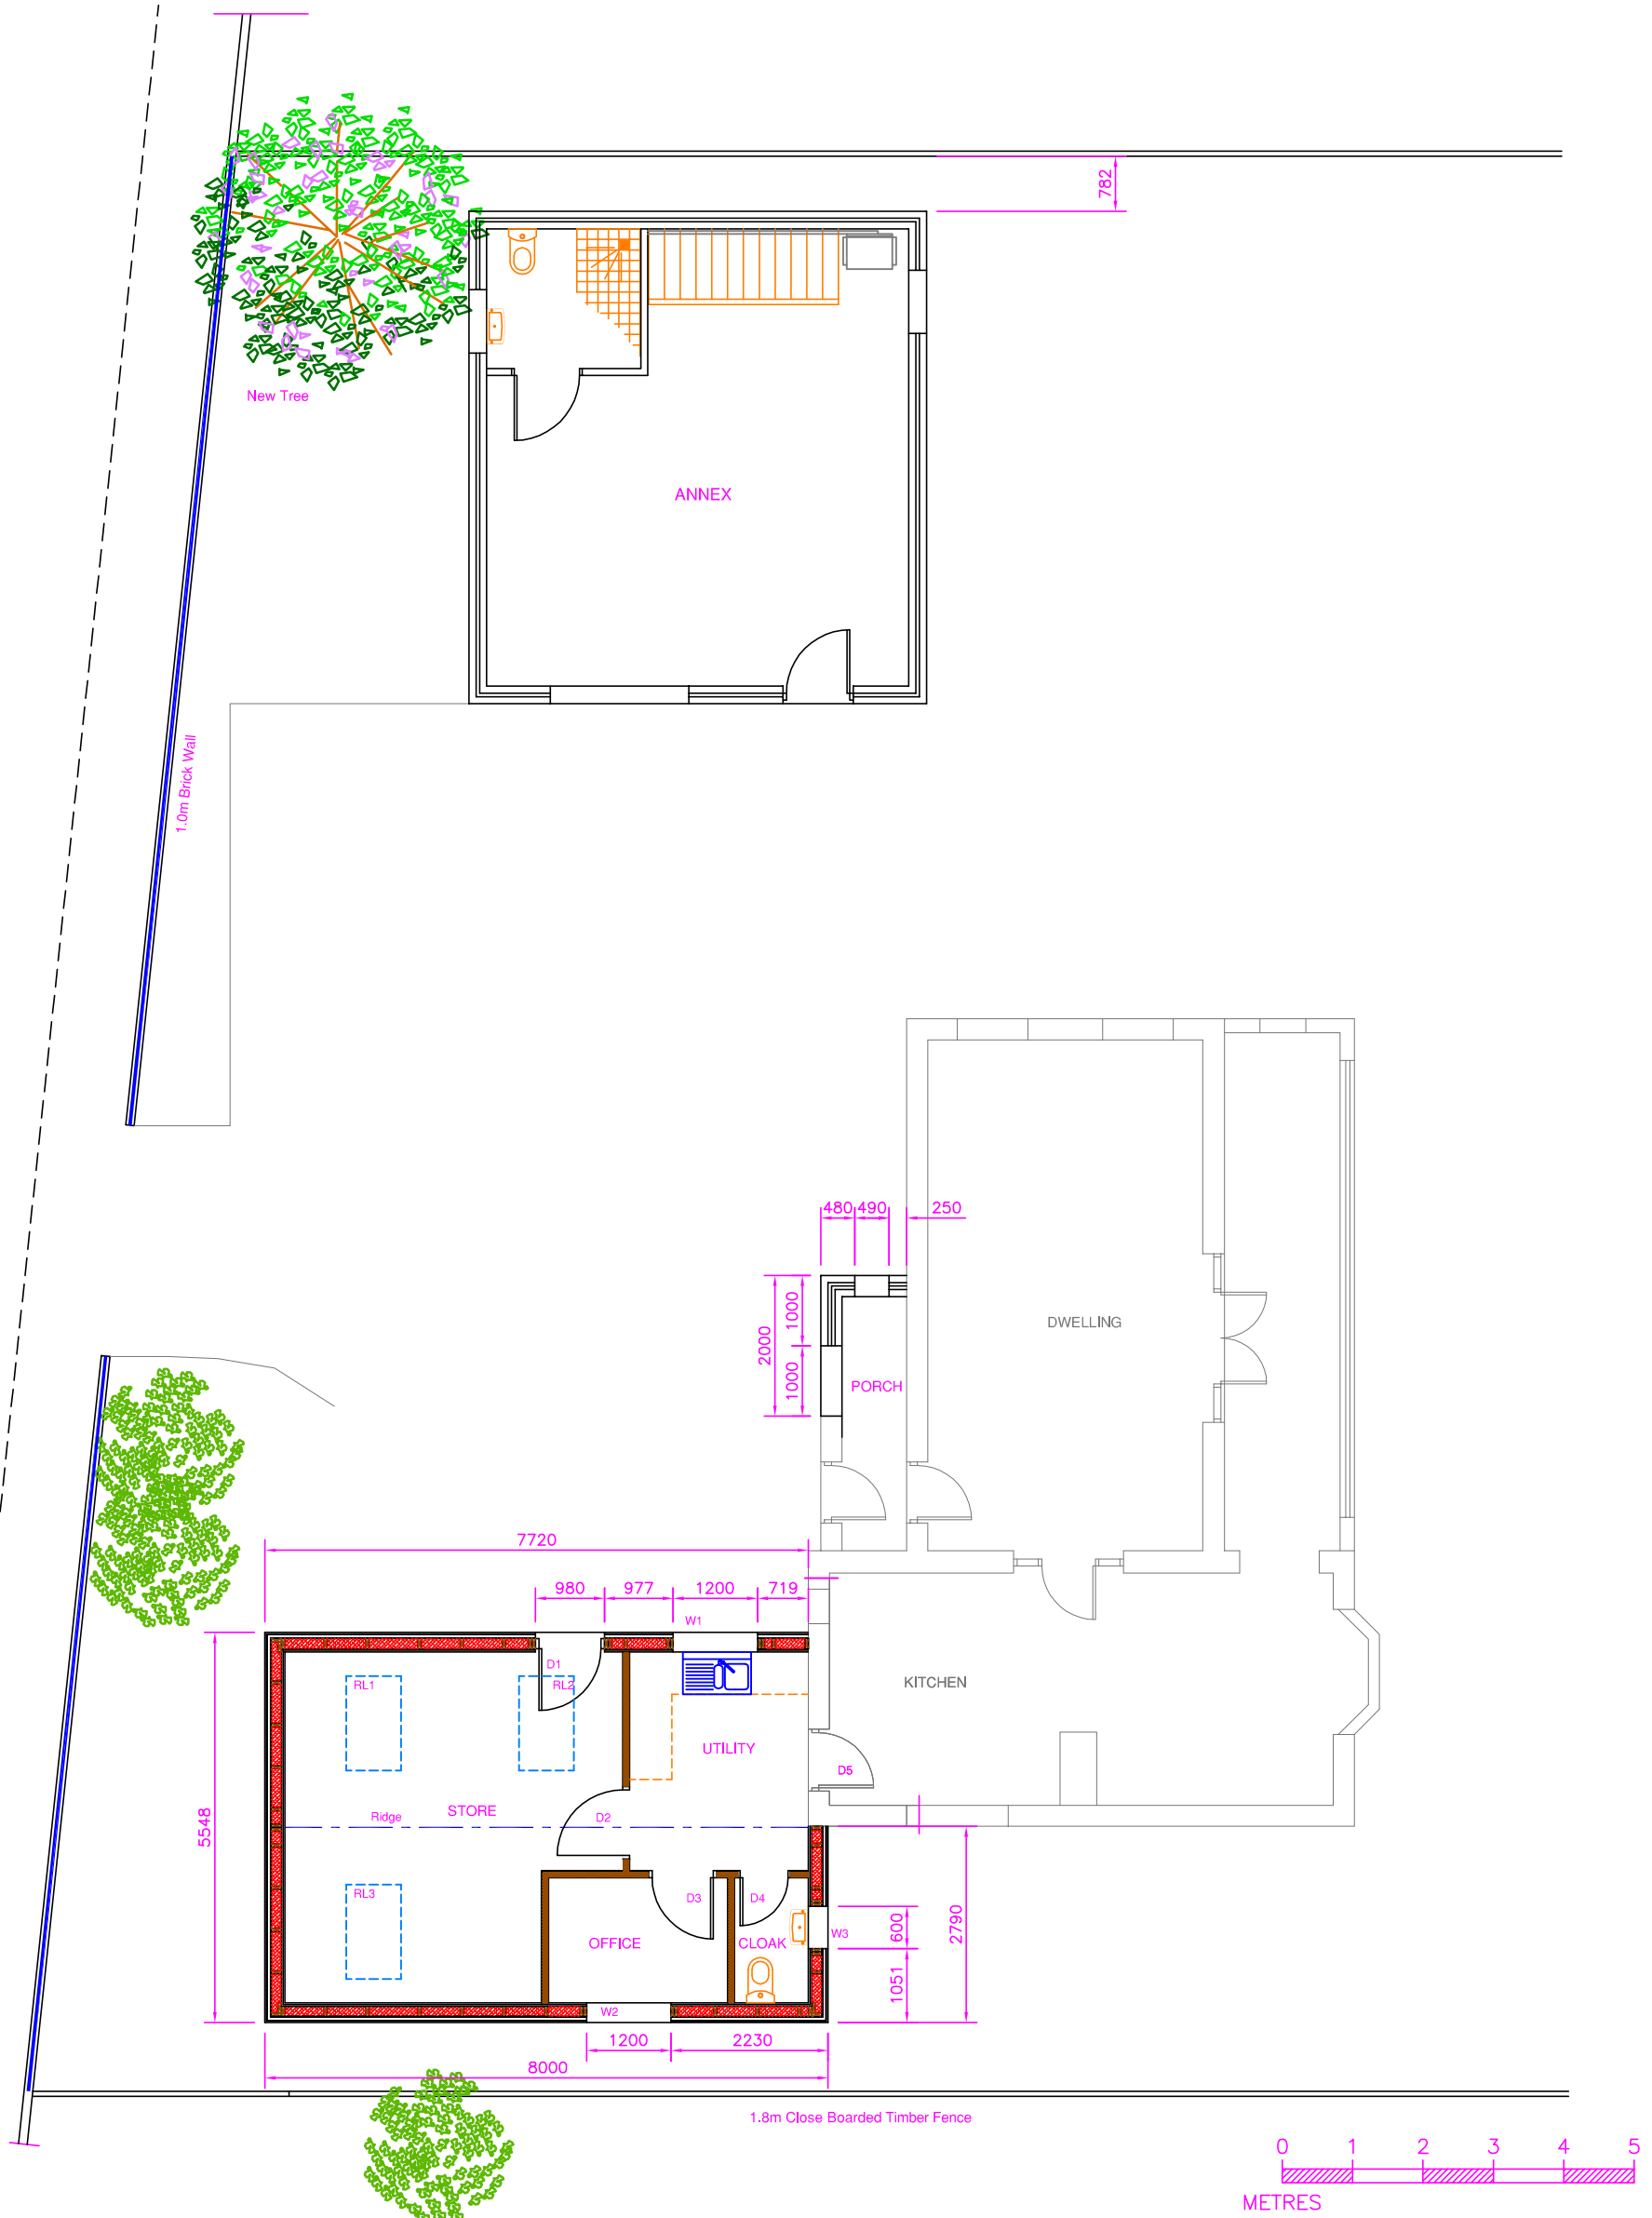 782
New Tree
ANNEX
1.0m Brick Wall
480 490 250
2000
1000
1000
DWELLING
PORCH
7720
980 977 1200 719
W1
D1
RL1
RL2
KITCHEN
UTILITY
D5
STORE
Ridge
D2
5548
RL3
D3
D4
OFFICE
CLOAK
W3
600
2790
1051
W2
1200 2230
8000
1.8m Close Boarded Timber Fence
0 1 2 3 4 5
METRES